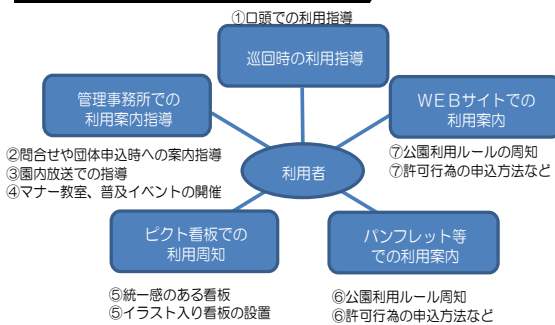 ①口頭での利用指導
巡回時の利用指導
管理事務所での
利用案内指導
WEBサイトでの
利用案内
②問合せや団体申込時への案内指導
③園内放送での指導
④マナー教室、普及イベントの開催
利用者
⑦公園利用ルールの周知
⑦許可行為の申込方法など
ピクト看板での
利用周知
パンフレット等
での利用案内
⑤統一感のある看板
⑤イラスト入り看板の設置
⑥公園利用ルール周知
⑥許可行為の申込方法など